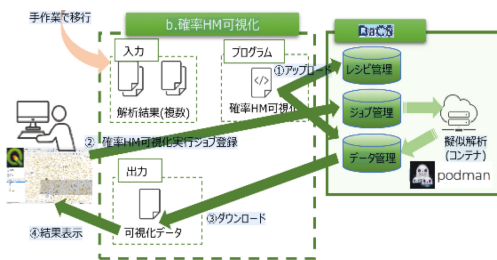 手作業で移行
b.確率HM可視化
DaCS
入力
解析結果(複数)
プログラム
確率HM可視化
①アップロード
レシピ管理
ジョブ管理
データ管理
擬似解析
(コンテナ)
podman
② 確率HM可視化実行ジョブ登録
出力
可視化データ
③ダウンロード
④結果表示